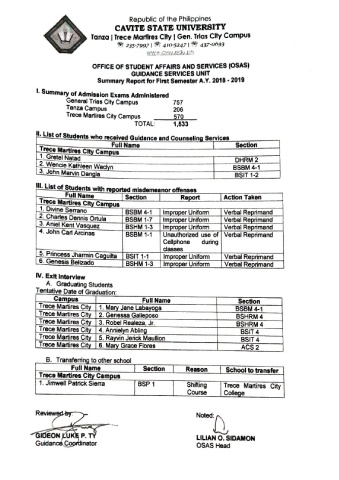 Republic of the Philippines
CAVITE STATE UNIVERSITY
Tanza | Trece Martires City | Gen. Trias City Campus
235-7997 | 410-5247 | 437-0693
www.cvsu.edu.ph
OFFICE OF STUDENT AFFAIRS AND SERVICES (OSAS)
GUIDANCE SERVICES UNIT
Summary Report for First Semester A.Y. 2018 - 2019
I. Summary of Admission Exams Administered
General Trias City Campus 757
Tanza Campus 206
Trece Martires City Campus 570
TOTAL: 1,533
II. List of Students who received Guidance and Counseling Services
Full Name Section
Trece Martires City Campus
1. Gretel Natad DHRM 2
2. Wencie Kathleen Waclyn BSBM 4-1
3. John Marvin Dangla BSIT 1-2
III. List of Students with reported misdemeanor offenses
Full Name Section Report Action Taken
Trece Martires City Campus
1. Divine Serrano BSBM 4-1 Improper Uniform Verbal Reprimand
2. Charles Dennis Ortula BSBM 1-7 Improper Uniform Verbal Reprimand
3. Ariel Kent Vasquez BSHM 1-3 Improper Uniform Verbal Reprimand
4. John Carl Arcinas BSBM 1-1 Unauthorized use of Verbal Reprimand
Cellphone during
classes
5. Princess Jharmin Caguitla BSIT 1-1 Improper Uniform Verbal Reprimand
6. Genesis Belzado BSHM 1-3 Improper Uniform Verbal Reprimand
IV. Exit Interview
A. Graduating Students
Tentative Date of Graduation:
Campus Full Name Section
Trece Martires City 1. Mary Jane Labayoga BSBM 4-1
Trece Martires City 2. Genessa Galleposo BSHRM 4
Trece Martires City 3. Robel Realeza, Jr. BSHRM 4
Trece Martires City 4. Annielyn Abling BSIT 4
Trece Martires City 5. Rayvin Jerick Maullion BSIT 4
Trece Martires City 6. Mary Grace Flores ACS 2
B. Transferring to other school
Full Name Section Reason School to transfer
Trece Martires City Campus
1. Jimwell Patrick Sierra BSP 1 Shifting Trece Martires City
Course College
Reviewed by:
GIDEON LUKE P. TY
Guidance Coordinator
Noted:
LILIAN O. SIDAMON
OSAS Head